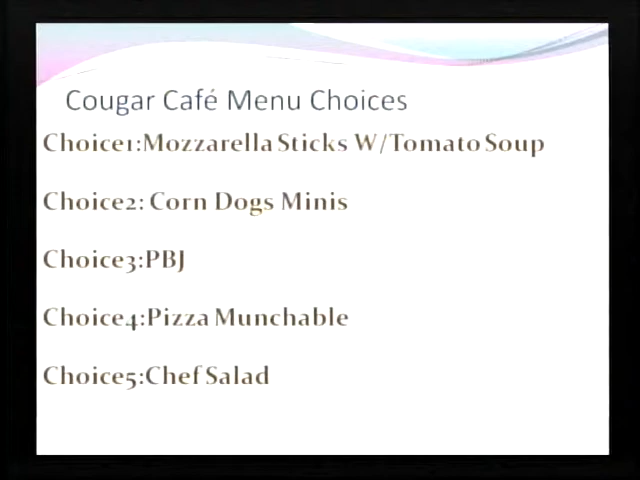 Cougar Café Menu Choices
Choice1:Mozzarella Sticks W/Tomato Soup
Choice2: Corn Dogs Minis
Choice3:PBJ
Choice4:Pizza Munchable
Choice5:Chef Salad